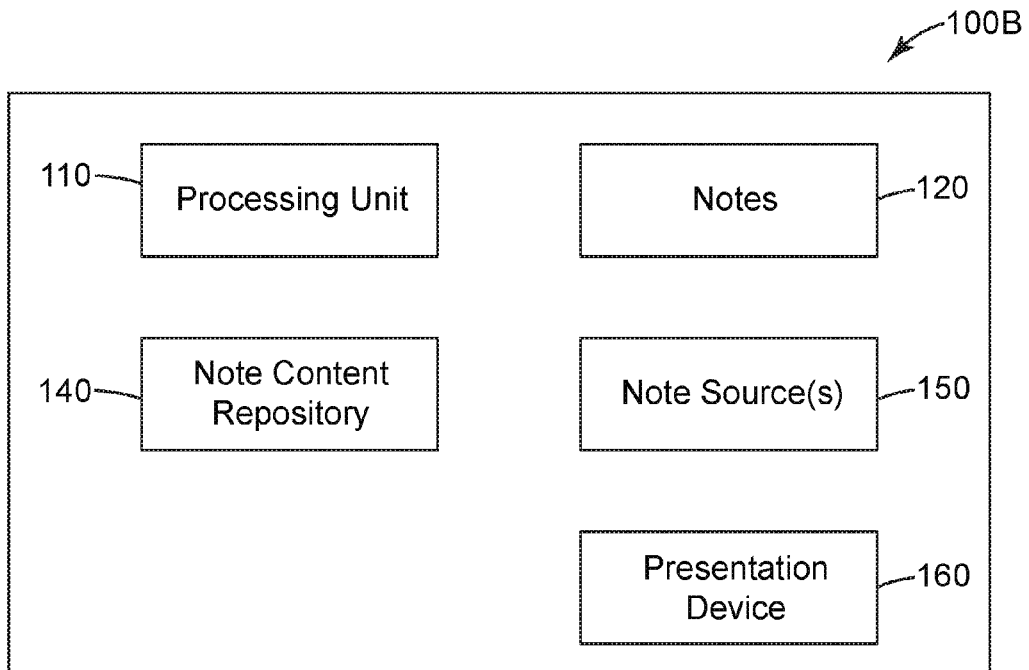 100B
110
Processing Unit
Notes
120
140
Note Content
Repository
Note Source(s)
150
Presentation
Device
160